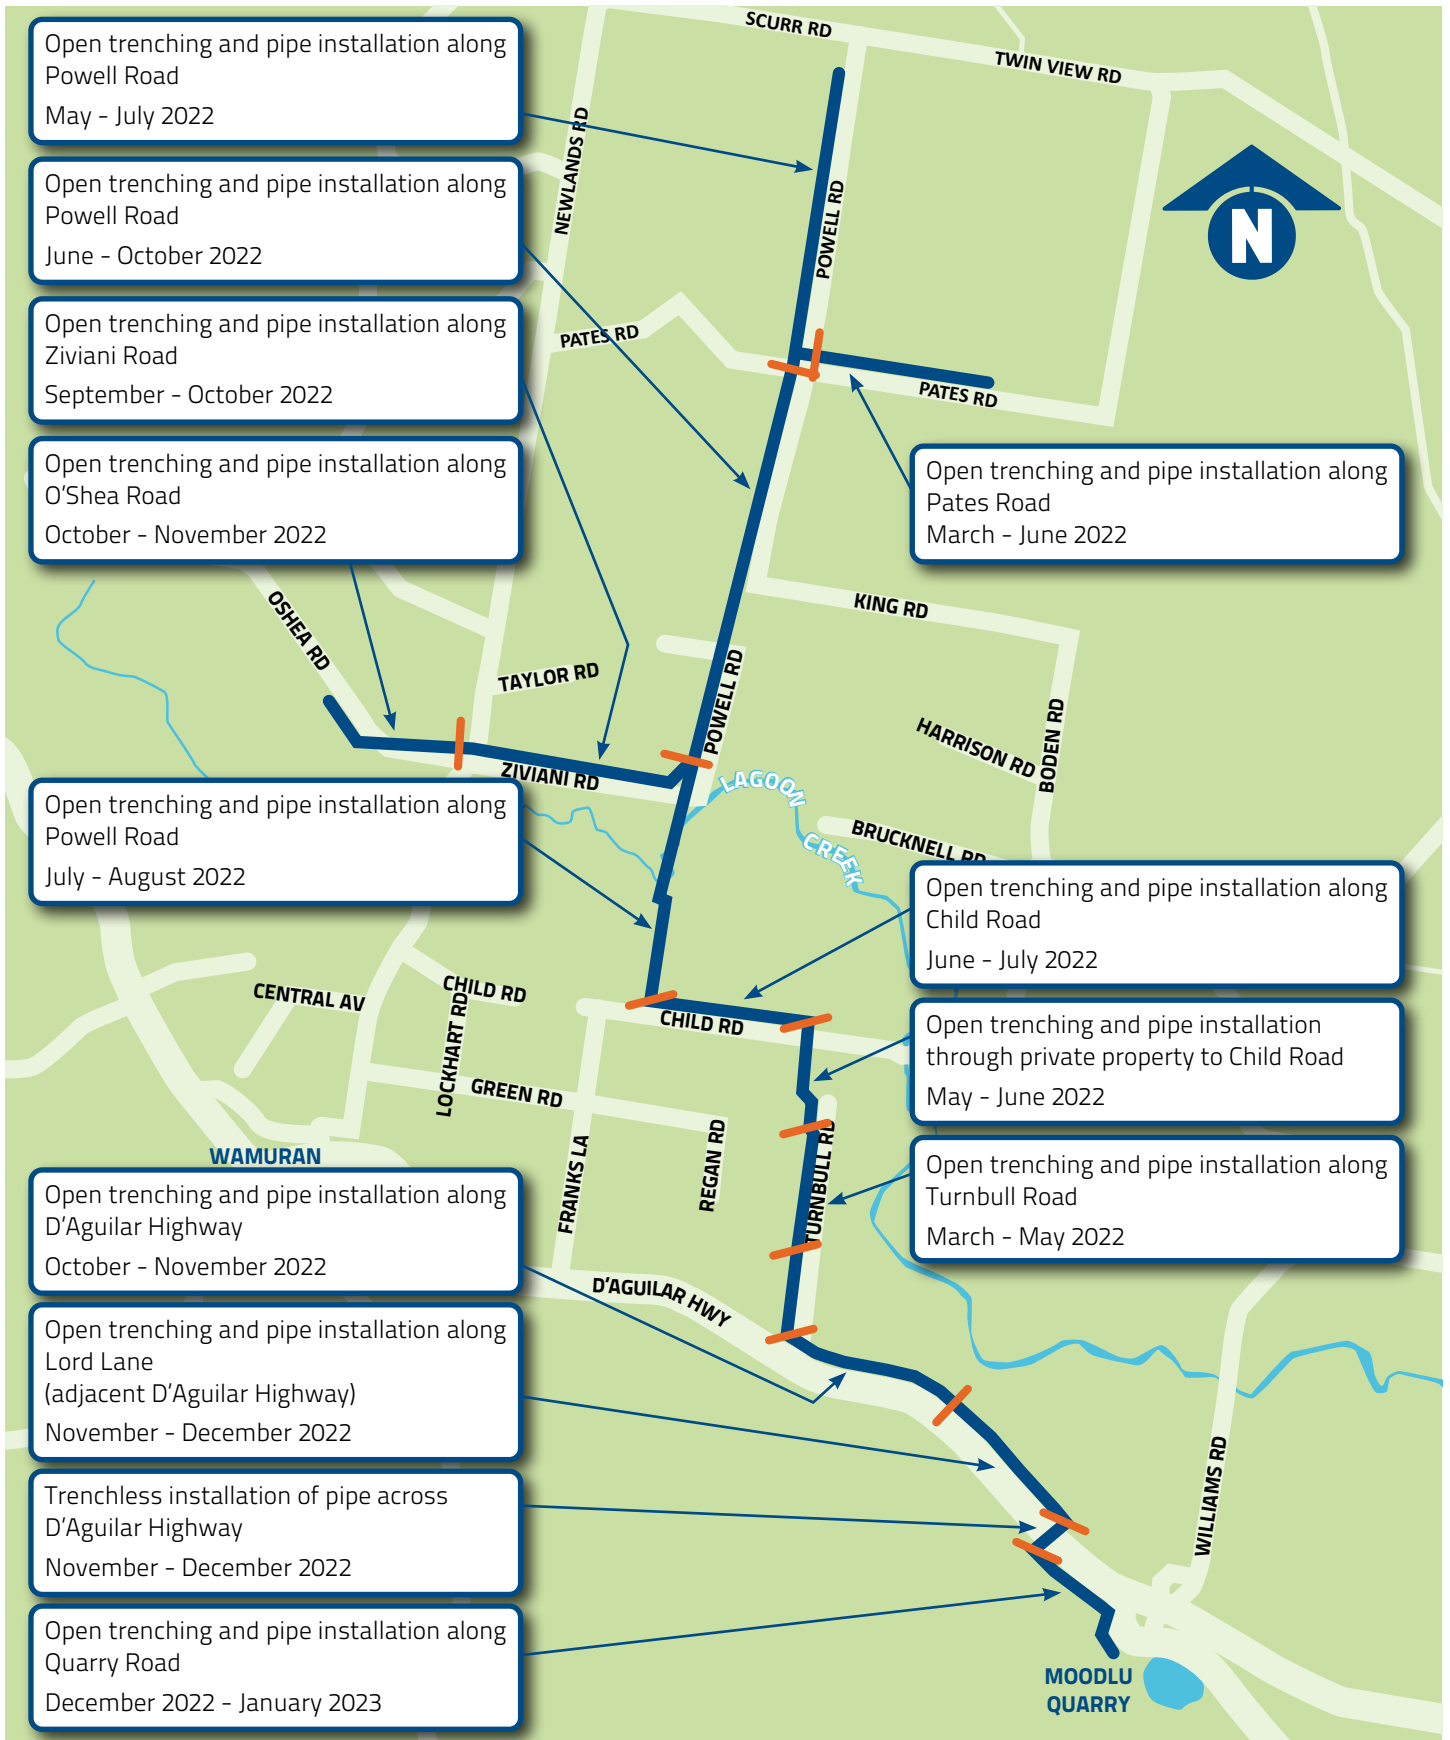 Open trenching and pipe installation along
Powell Road
May - July 2022
Open trenching and pipe installation along
Powell Road
June - October 2022
Open trenching and pipe installation along
Ziviani Road
September - October 2022
Open trenching and pipe installation along
O'Shea Road
October - November 2022
Open trenching and pipe installation along
Powell Road
July - August 2022
Open trenching and pipe installation along
D'Aguilar Highway
October - November 2022
Open trenching and pipe installation along
Lord Lane
(adjacent D'Aguilar Highway)
November - December 2022
Trenchless installation of pipe across
D'Aguilar Highway
November - December 2022
Open trenching and pipe installation along
Quarry Road
December 2022 - January 2023
Open trenching and pipe installation along
Pates Road
March - June 2022
Open trenching and pipe installation along
Child Road
June - July 2022
Open trenching and pipe installation
through private property to Child Road
May - June 2022
Open trenching and pipe installation along
Turnbull Road
March - May 2022
SCURR RD
TWIN VIEW RD
NEWLANDS RD
POWELL RD
N
PATES RD
PATES RD
KING RD
OSHEA RD
TAYLOR RD
POWELL RD
ZIVIANI RD
HARRISON RD
BODEN RD
LAGOON
CREEK
BRUCKNELL RD
CENTRAL AV
CHILD RD
LOCKHART RD
CHILD RD
GREEN RD
FRANKS LA
REGAN RD
TURNBULL RD
WAMURAN
D'AGUILAR HWY
WILLIAMS RD
MOODLU
QUARRY